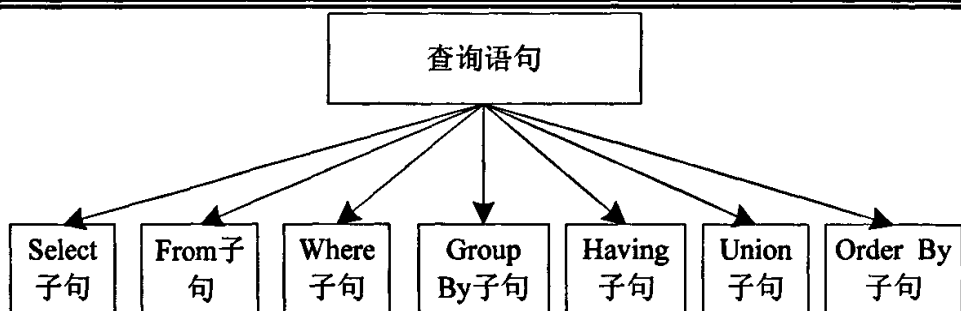 查询语句
Select
子句
From子
句
Where
子句
Group
By子句
Having
子句
Union
子句
Order By
子句